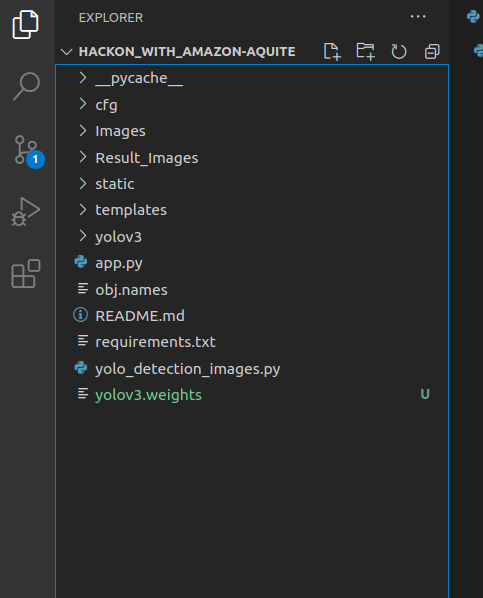 EXPLORER ...
HACKON_WITH_AMAZON-AQUITE
__pycache__
cfg
Images
Result_Images
1
static
templates
yolov3
app.py
obj.names
README.md
requirements.txt
yolo_detection_images.py
yolov3.weights U